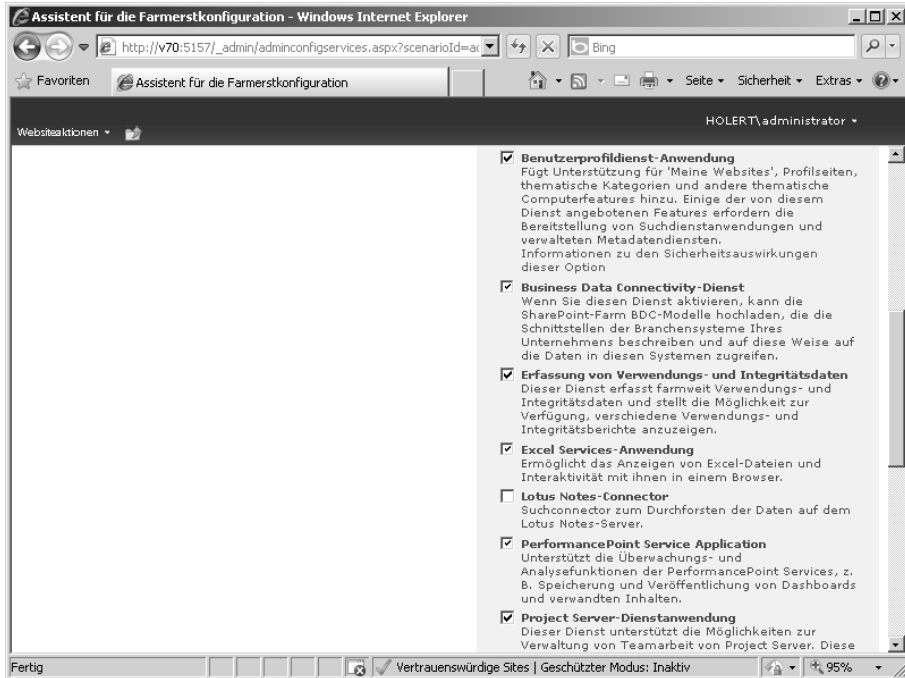 Assistent für die Farmerstkonfiguration - Windows Internet Explorer
http://v70:5157/_admin/adminconfigservices.aspx?scenarioId=ac
Bing
Favoriten
Assistent für die Farmerstkonfiguration
Seite
Sicherheit
Extras
Websiteaktionen
HOLERT\administrator
Benutzerprofildienst-Anwendung
Fügt Unterstützung für 'Meine Websites', Profilseiten,
thematische Kategorien und andere thematische
Computerfeatures hinzu. Einige der von diesem
Dienst angebotenen Features erfordern die
Bereitstellung von Suchdienstanwendungen und
verwalteten Metadatendiensten.
Informationen zu den Sicherheitsauswirkungen
dieser Option
Business Data Connectivity-Dienst
Wenn Sie diesen Dienst aktivieren, kann die
SharePoint-Farm BDC-Modelle hochladen, die die
Schnittstellen der Branchensysteme Ihres
Unternehmens beschreiben und auf diese Weise auf
die Daten in diesen Systemen zugreifen.
Erfassung von Verwendungs- und Integritätsdaten
Dieser Dienst erfasst farmweit Verwendungs- und
Integritätsdaten und stellt die Möglichkeit zur
Verfügung, verschiedene Verwendungs- und
Integritätsberichte anzuzeigen.
Excel Services-Anwendung
Ermöglicht das Anzeigen von Excel-Dateien und
Interaktivität mit ihnen in einem Browser.
Lotus Notes-Connector
Suchconnector zum Durchforsten der Daten auf dem
Lotus Notes-Server.
PerformancePoint Service Application
Unterstützt die Überwachungs- und
Analysefunktionen der PerformancePoint Services, z.
B. Speicherung und Veröffentlichung von Dashboards
und verwandten Inhalten.
Project Server-Dienstanwendung
Dieser Dienst unterstützt die Möglichkeiten zur
Verwaltung von Teamarbeit von Project Server. Diese
Fertig
Vertrauenswürdige Sites | Geschützter Modus: Inaktiv
95%